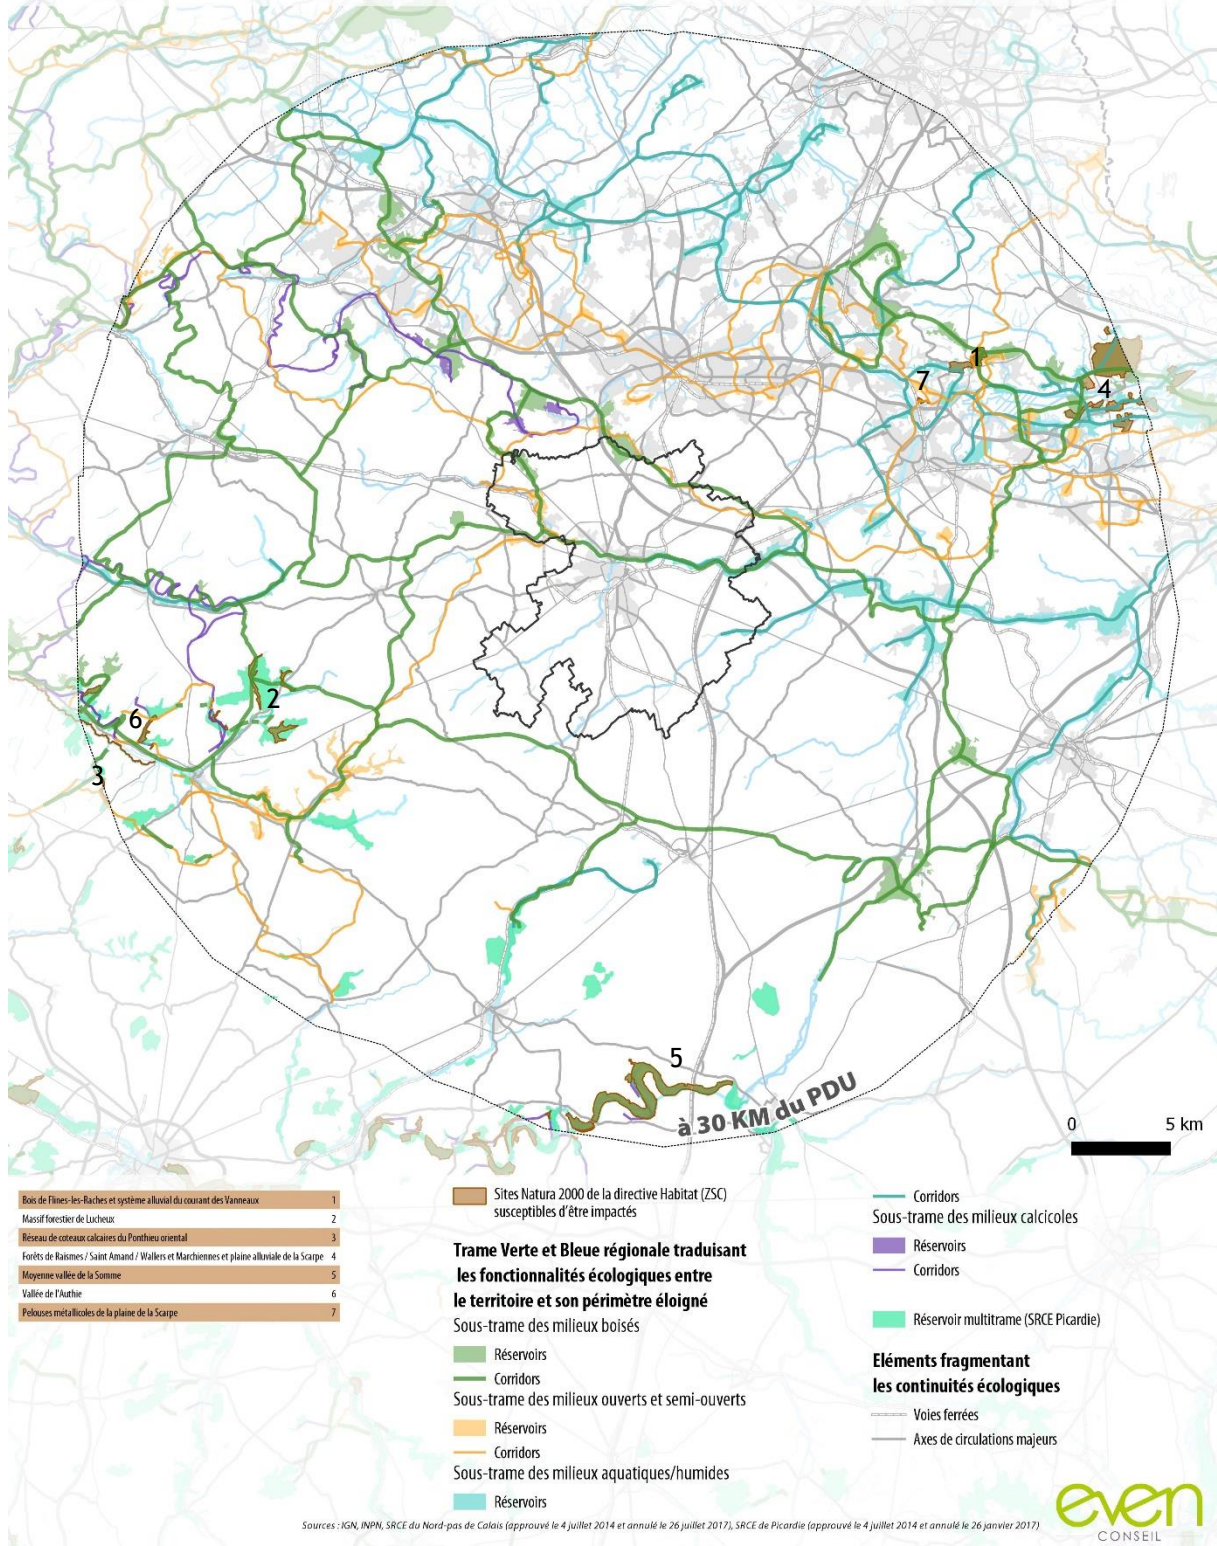 1
7
4
2
6
3
5
à 30 KM du PDU
0 5 km
Bois de Flines-les-Raches et système alluvial du courant des Vanneaux 1
Massif forestier de Lucheux 2
Réseau de coteaux calcaires du Ponthieu oriental 3
Forêts de Raismes / Saint Amand / Wallers et Marchiennes et plaine alluviale de la Scarpe 4
Moyenne vallée de la Somme 5
Vallée de l'Authie 6
Pelouses métallicoles de la plaine de la Scarpe 7
Sites Natura 2000 de la directive Habitat (ZSC)
susceptibles d'être impactés
Trame Verte et Bleue régionale traduisant
les fonctionnalités écologiques entre
le territoire et son périmètre éloigné
Sous-trame des milieux boisés
Réservoirs
Corridors
Sous-trame des milieux ouverts et semi-ouverts
Réservoirs
Corridors
Sous-trame des milieux aquatiques/humides
Réservoirs
Corridors
Sous-trame des milieux calcicoles
Réservoirs
Corridors
Réservoir multitrame (SRCE Picardie)
Eléments fragmentant
les continuités écologiques
Voies ferrées
Axes de circulations majeurs
Sources : IGN, INPN, SRCE du Nord-pas de Calais (approuvé le 4 juillet 2014 et annulé le 26 juillet 2017), SRCE de Picardie (approuvé le 4 juillet 2014 et annulé le 26 janvier 2017)
even
CONSEIL